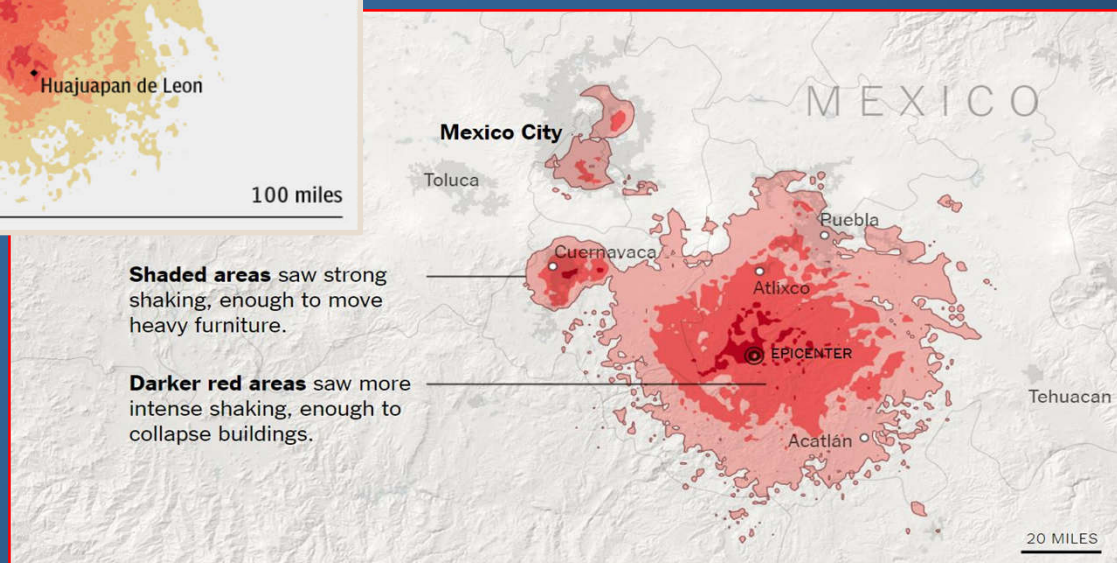 Huajuapan de Leon
100 miles
MEXICO
Mexico City
Toluca
Puebla
Cuernavaca
Atlixco
EPICENTER
Shaded areas saw strong
shaking, enough to move
heavy furniture.
Darker red areas saw more
intense shaking, enough to
collapse buildings.
Tehuacan
Acatlán
20 MILES